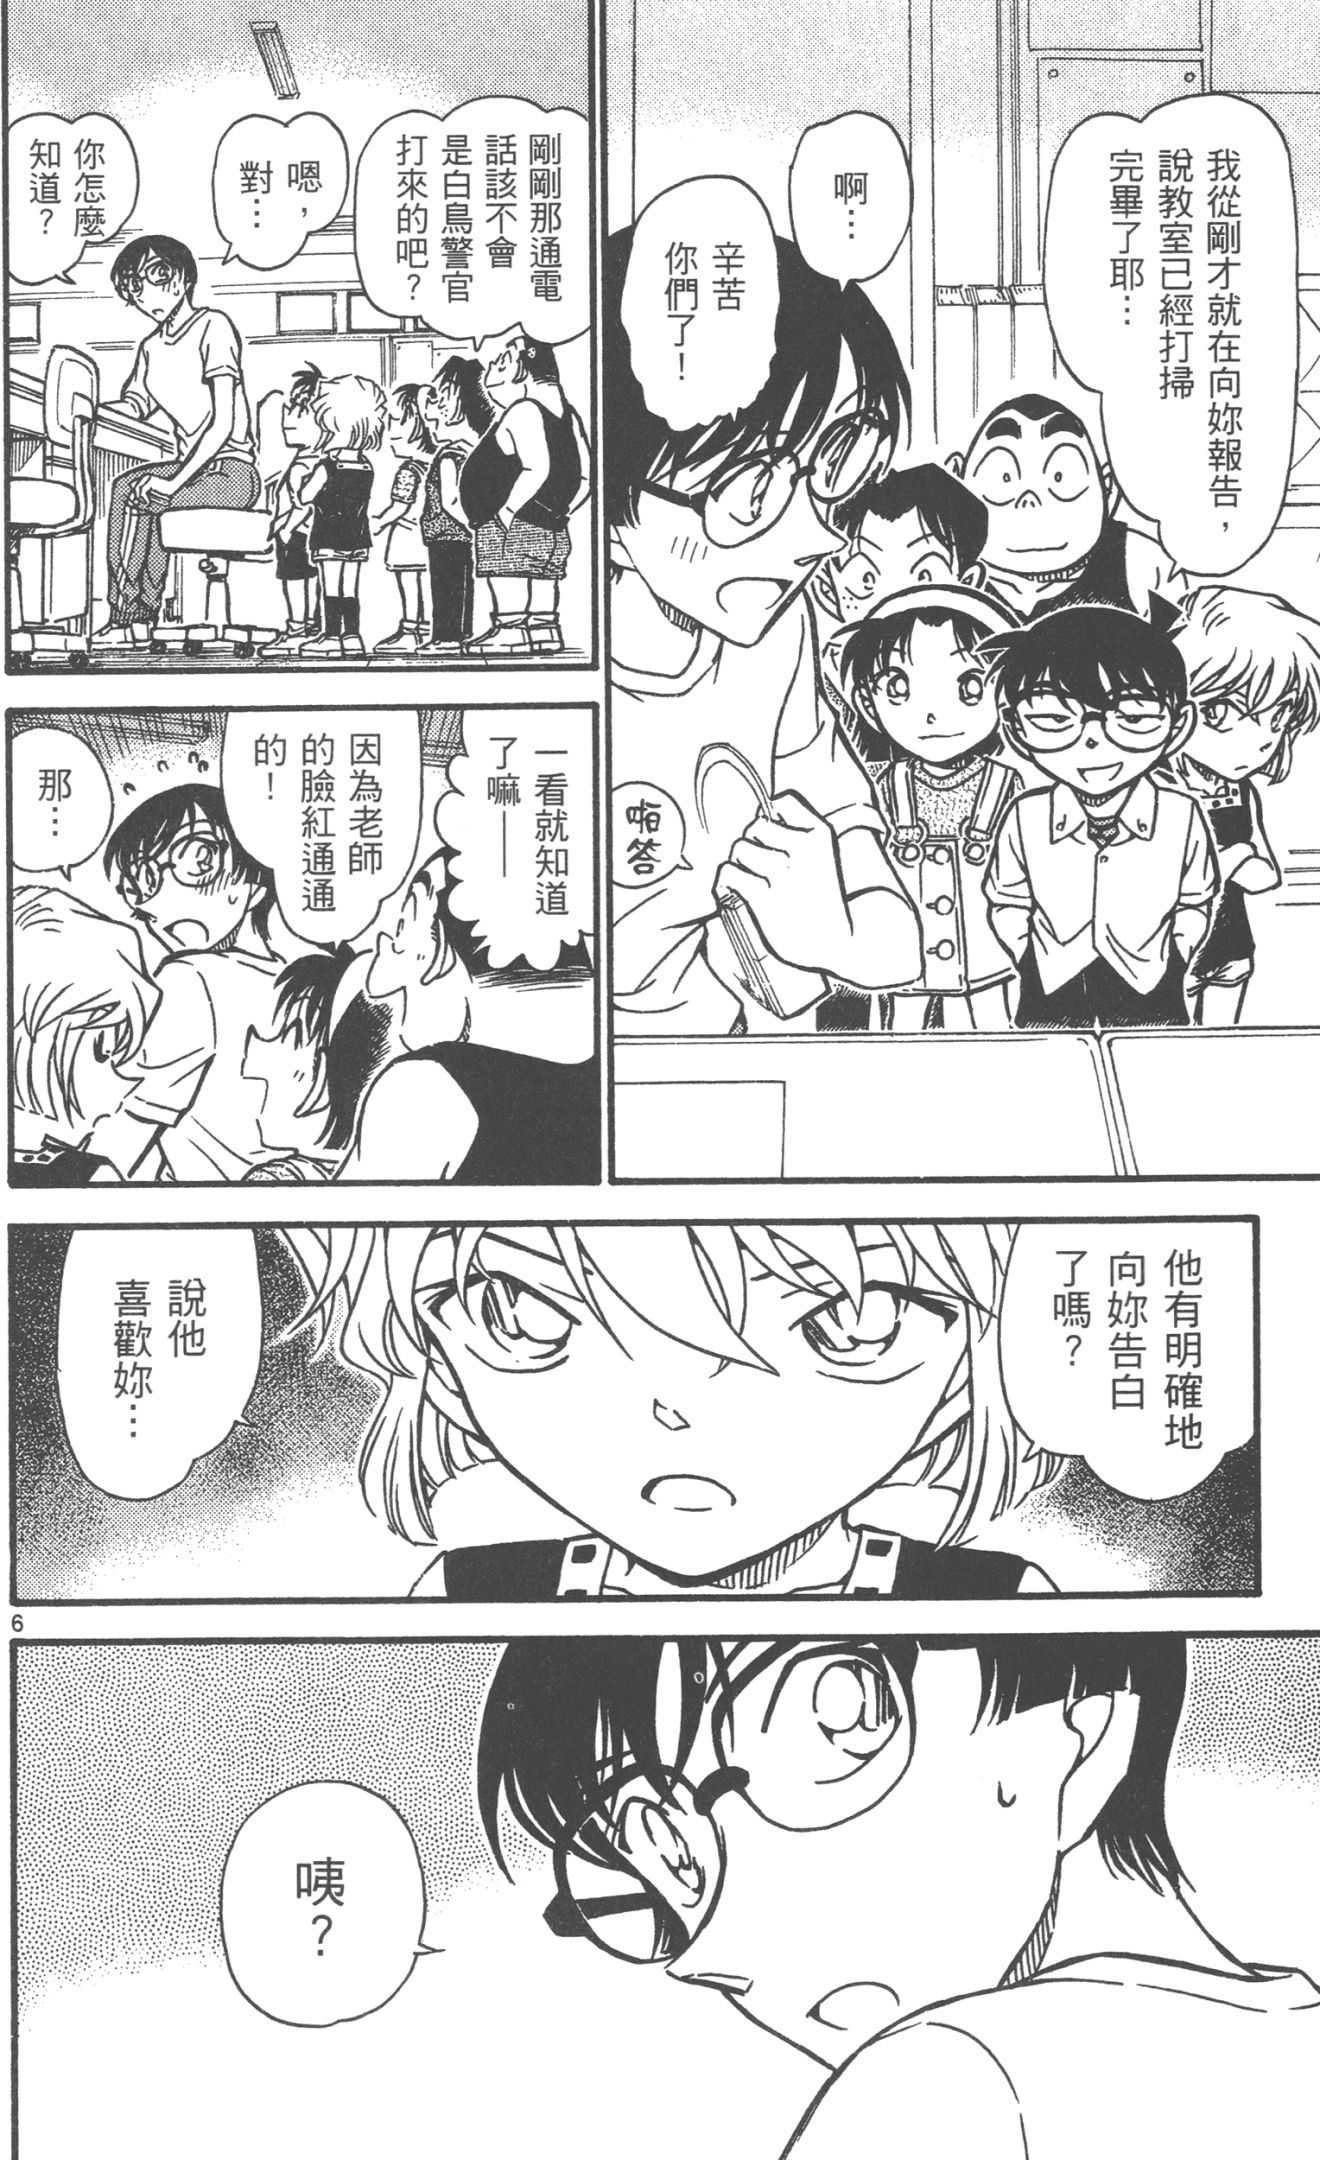 我從剛才就在向妳報告，
說教室已經打掃
完畢了耶…
啊…
辛苦
你們了！
啪答
剛剛那通電
話該不會
是白鳥警官
打來的吧？
嗯，
對…
你怎麼
知道？
一看就知道
了嘛——
因為老師
的臉紅通通
的！
那…
他有明確地
向妳告白
了嗎？
說他
喜歡妳…
6
咦？